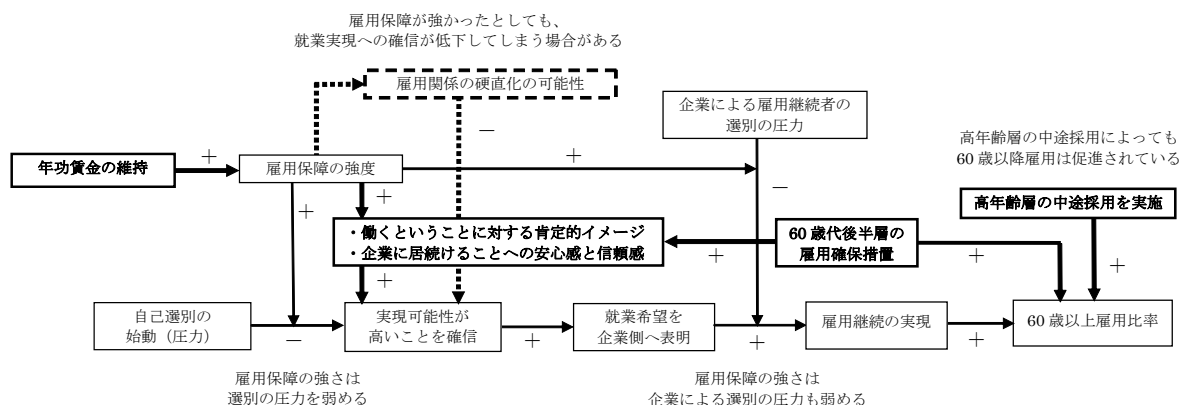 雇用保障が強かったとしても、
就業実現への確信が低下してしまう場合がある
雇用関係の硬直化の可能性
企業による雇用継続者の
選別の圧力
高年齢層の中途採用によっても
60 歳以降雇用は促進されている
－
年功賃金の維持
＋
雇用保障の強度
＋
－
高年齢層の中途採用を実施
＋
＋
・働くということに対する肯定的イメージ
・企業に居続けることへの安心感と信頼感
＋
60 歳代後半層の
雇用確保措置
＋
＋
＋
自己選別の
始動（圧力）
－
実現可能性が
高いことを確信
＋
就業希望を
企業側へ表明
＋
雇用継続の実現
＋
60 歳以上雇用比率
雇用保障の強さは
選別の圧力を弱める
雇用保障の強さは
企業による選別の圧力も弱める